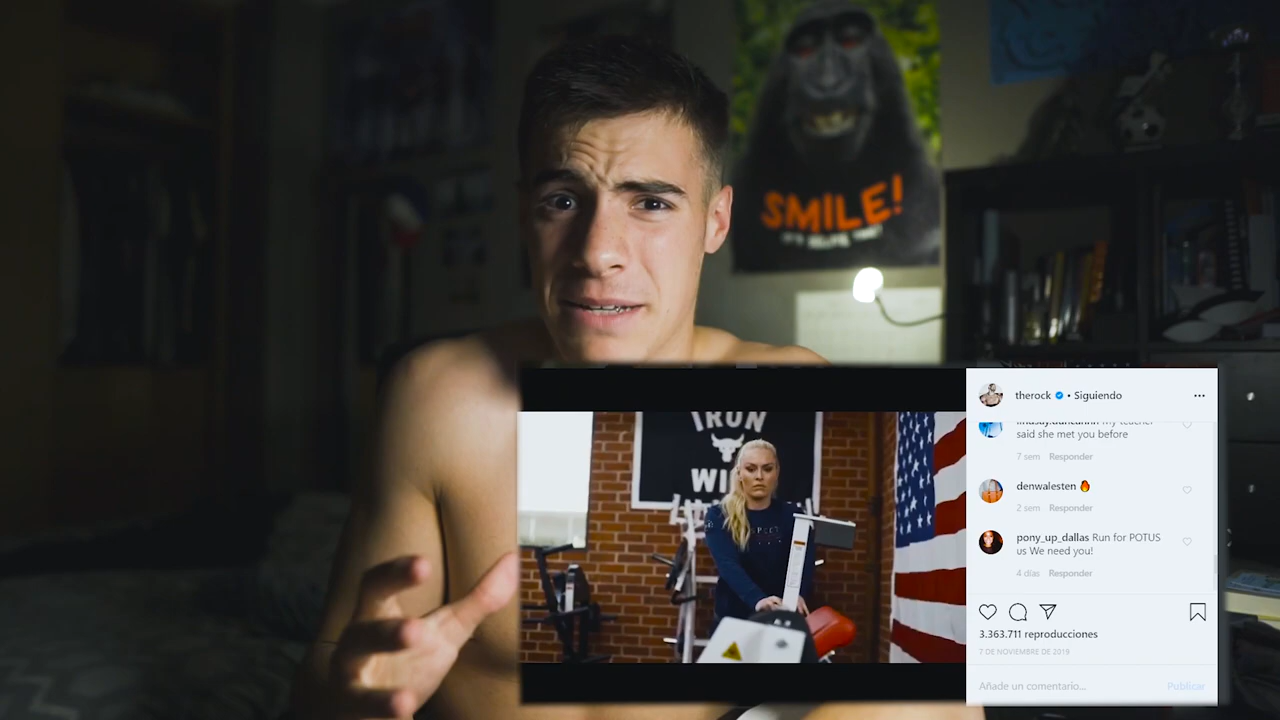 SMILE!
IRON
WIL
therock • Siguiendo
said she met you before
7 sem Responder
denwalesten 🔥
2 sem Responder
pony_up_dallas Run for POTUS
us We need you!
4 días Responder
3.363.711 reproducciones
7 DE NOVIEMBRE DE 2019
Añade un comentario... Publicar